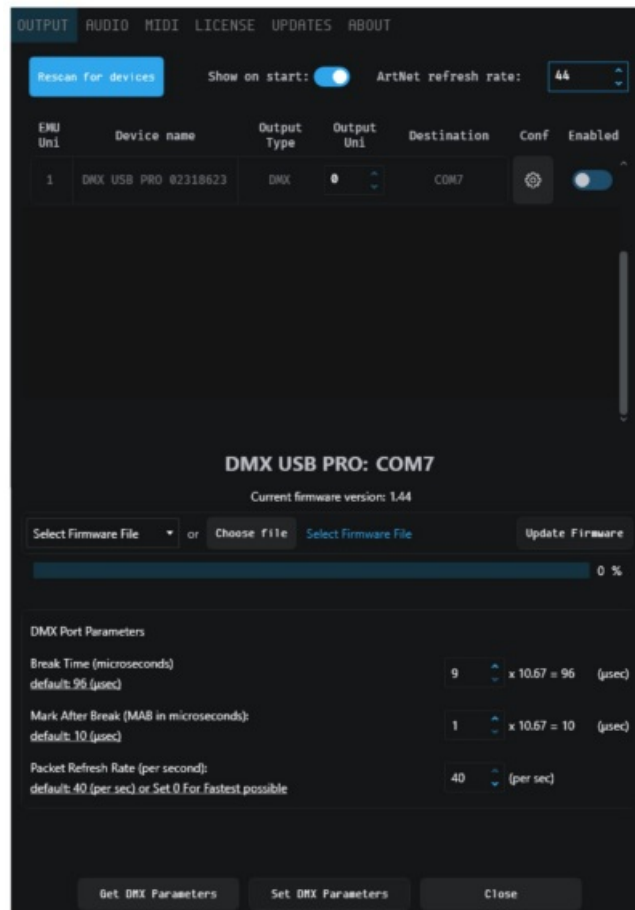 OUTPUT AUDIO MIDI LICENSE UPDATES ABOUT
Rescan for devices Show on start: ArtNet refresh rate: 44
EMU Uni Device name Output Type Output Uni Destination Conf Enabled
1 DMX USB PRO 02318623 DMX 0 COM7
DMX USB PRO: COM7
Current firmware version: 1.44
Select Firmware File or Choose file Select Firmware File Update Firmware
0 %
DMX Port Parameters
Break Time (microseconds)
default: 96 (µsec)
9 x 10.67 = 96 (µsec)
Mark After Break (MAB in microseconds):
default: 10 (µsec)
1 x 10.67 = 10 (µsec)
Packet Refresh Rate (per second):
default: 40 (per sec) or Set 0 For Fastest possible
40 (per sec)
Get DMX Parameters Set DMX Parameters Close